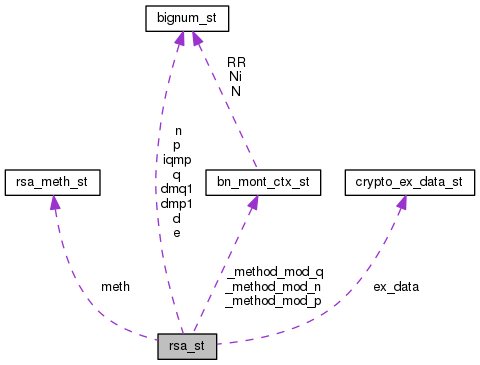 bignum_st
RR
Ni
N
n
p
iqmp
q
dmq1
dmp1
d
e
rsa_meth_st
bn_mont_ctx_st
crypto_ex_data_st
meth
_method_mod_q
_method_mod_n
_method_mod_p
ex_data
rsa_st